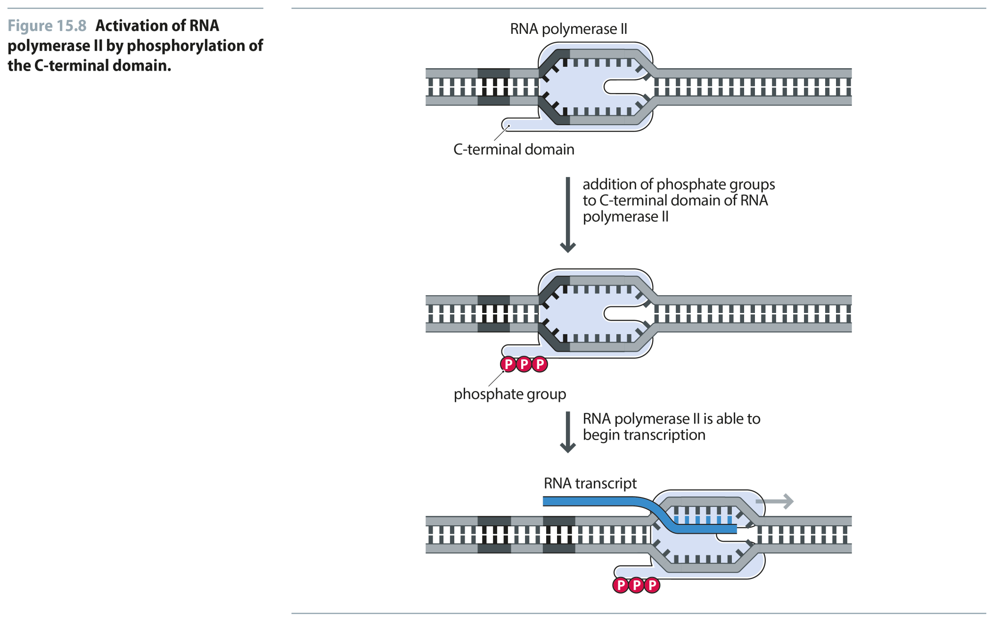 Figure 15.8 Activation of RNA
polymerase II by phosphorylation of
the C-terminal domain.
RNA polymerase II
C-terminal domain
addition of phosphate groups
to C-terminal domain of RNA
polymerase II
P P P
phosphate group
RNA polymerase II is able to
begin transcription
RNA transcript
P P P